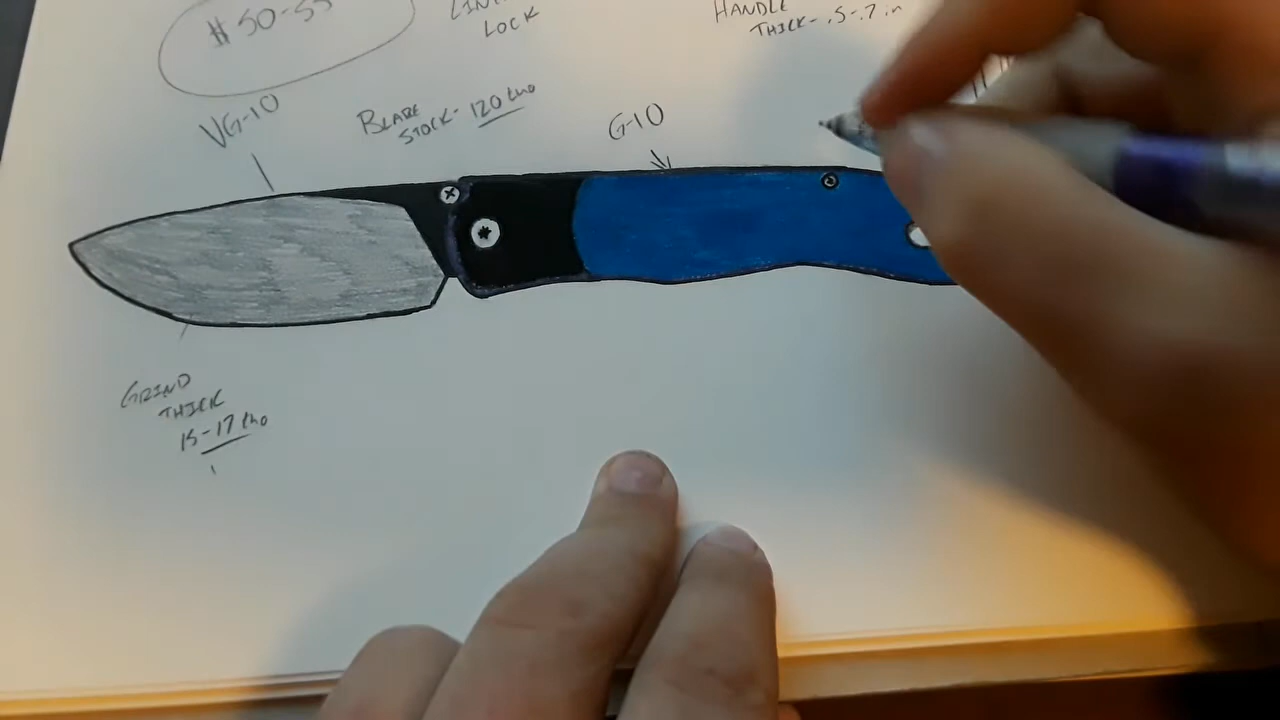 # 50-55
LOCK
HANDLE
THICK- .5-.7 in
VG-10
BLADE
STOCK- 120 tho
G-10
GRIND
THICK
15-17 tho